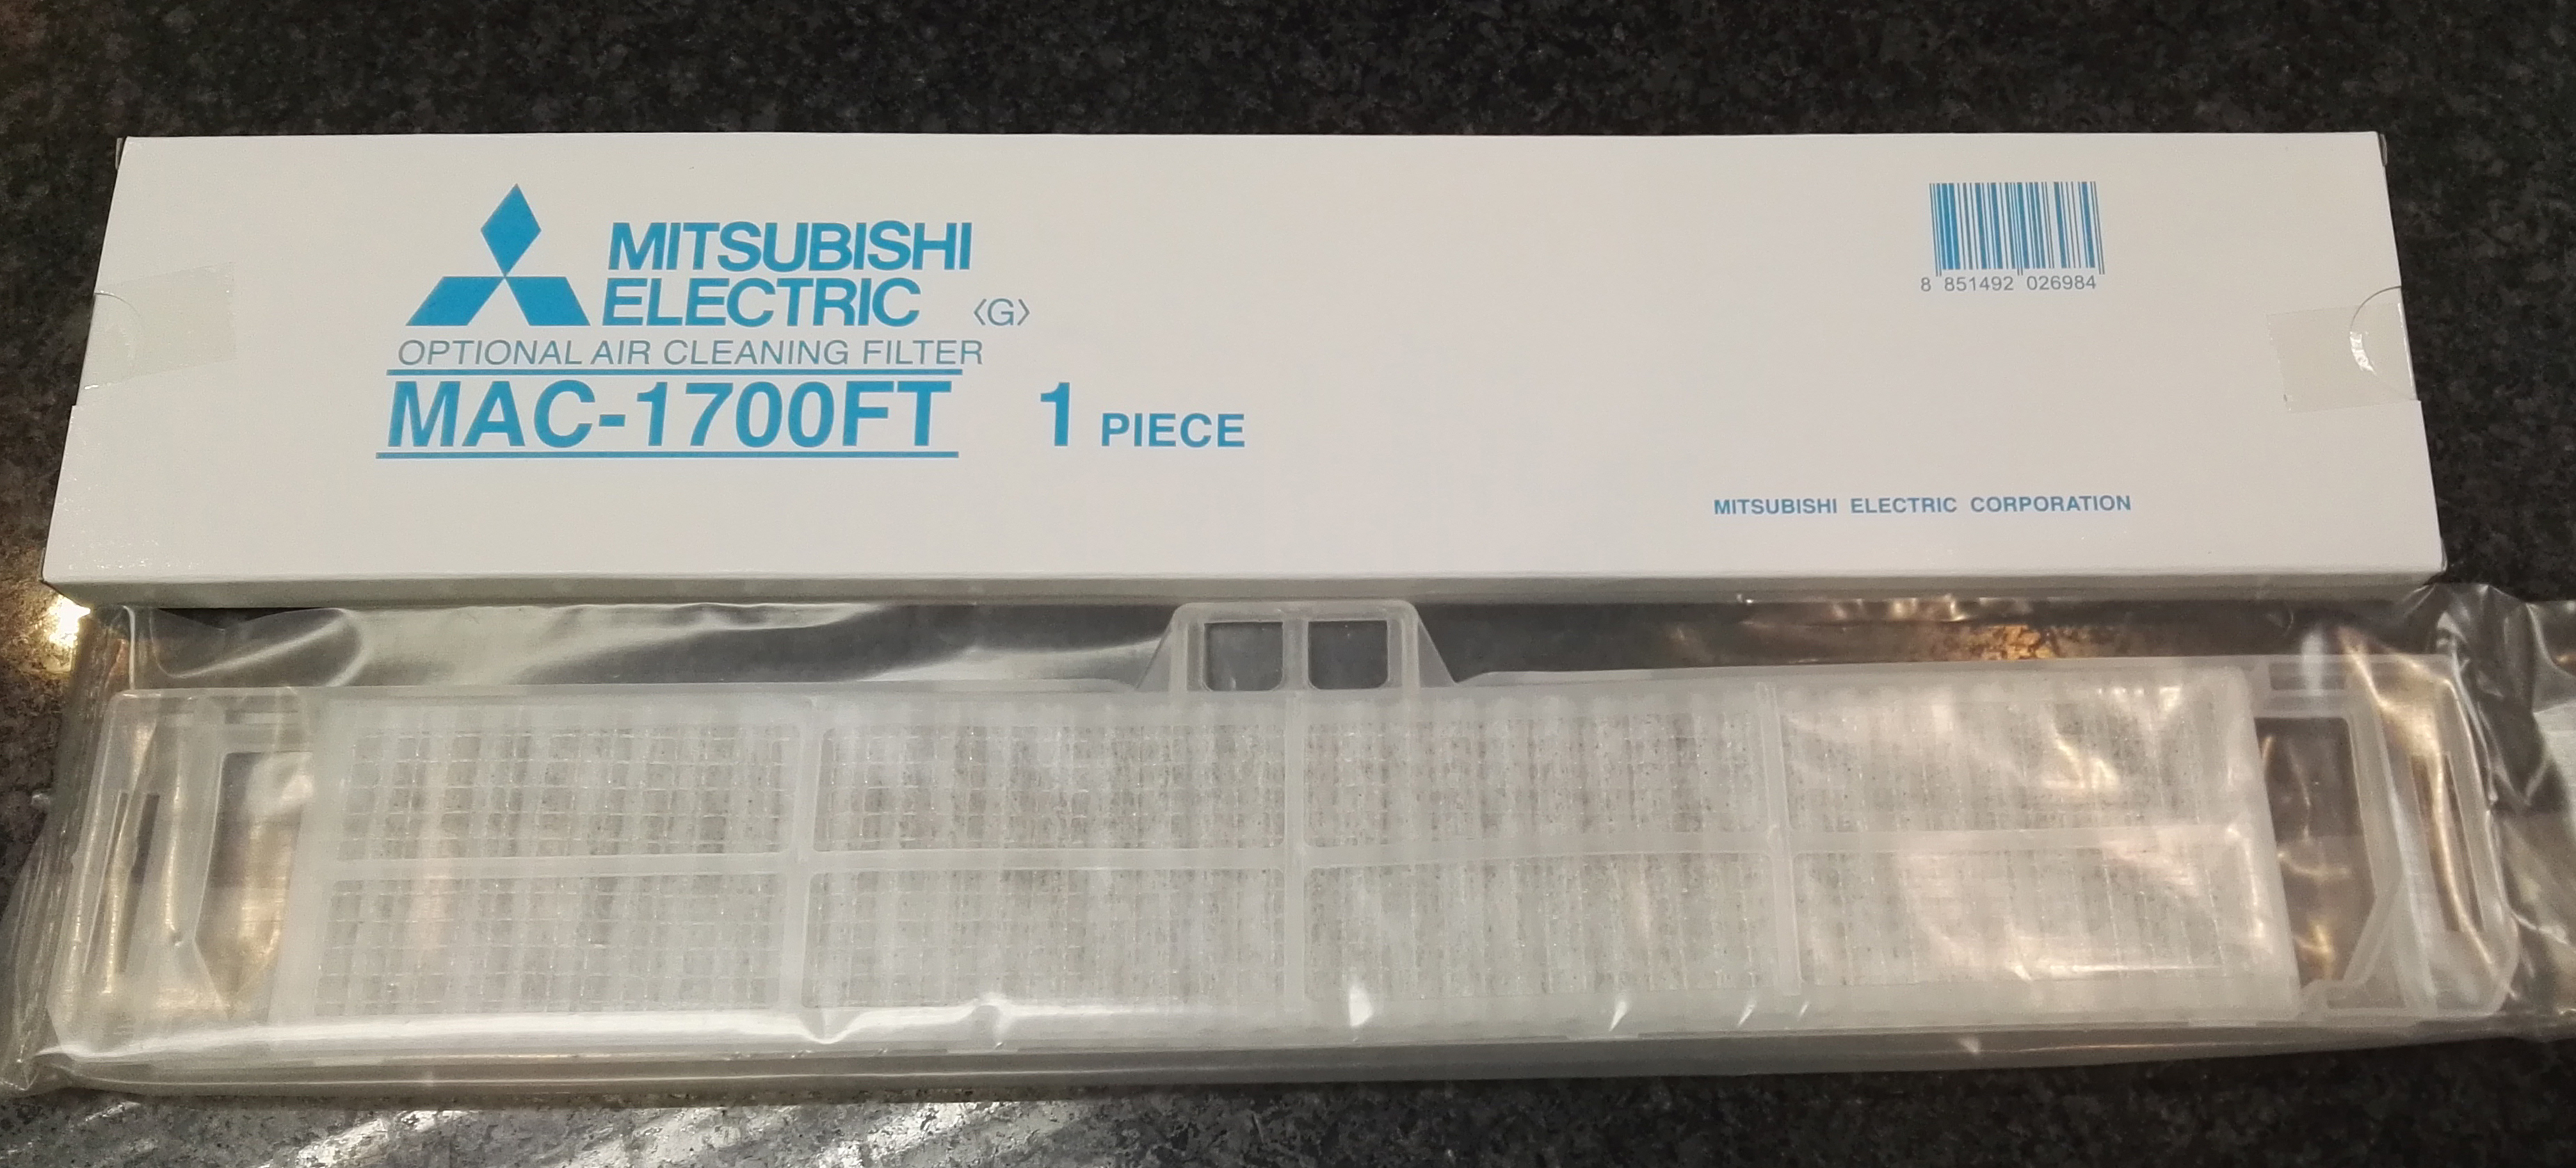 MITSUBISHI
ELECTRIC 〈G〉
OPTIONAL AIR CLEANING FILTER
MAC-1700FT 1 PIECE
8 851492 026984
MITSUBISHI ELECTRIC CORPORATION